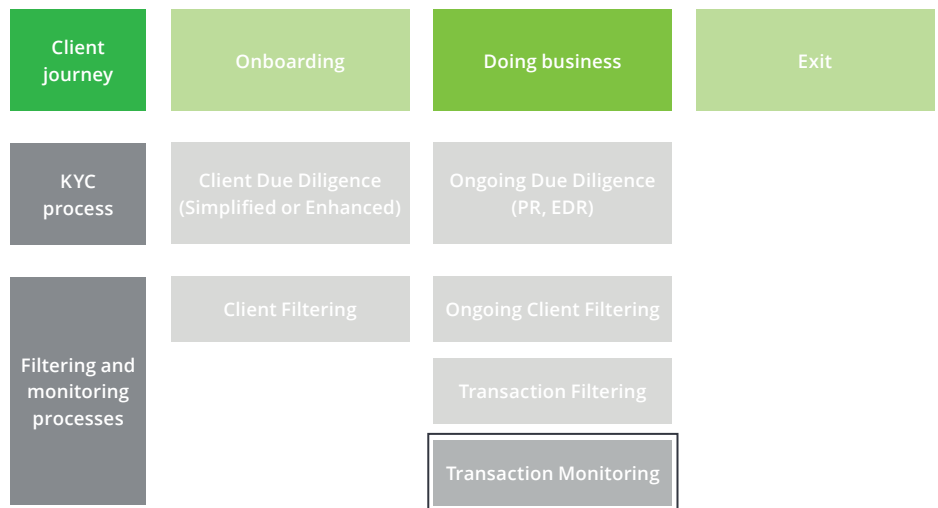 Client
journey
Onboarding
Doing business
Exit
KYC
process
Client Due Diligence
(Simplified or Enhanced)
Ongoing Due Diligence
(PR, EDR)
Filtering and
monitoring
processes
Client Filtering
Ongoing Client Filtering
Transaction Filtering
Transaction Monitoring